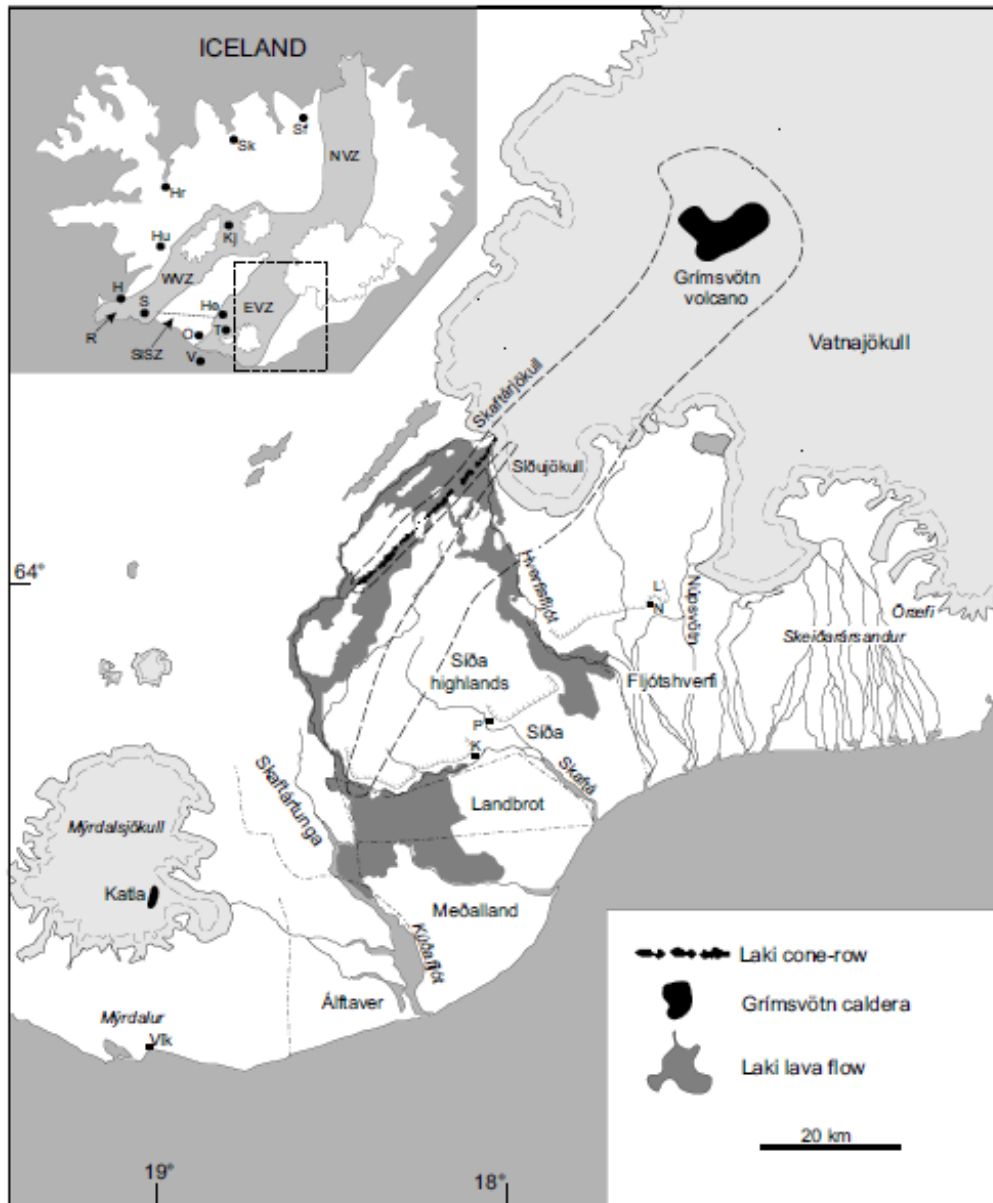 ICELAND
Sf
Sk
NVZ
Hr
Hu
Kj
WVZ
H
S
He
EVZ
R
O
T
SISZ
V
Grímsvötn
volcano
Vatnajökull
Skaftárjökull
Síðujökull
64°
Hverfisfljót
L
N
Núpsvötn
Öræfi
Skeiðarársandur
Síða
highlands
Fljótshverfi
P
Síða
K
Skaftá
Skaftártunga
Landbrot
Mýrdalsjökull
Katla
Meðalland
Kúðafljót
Álftaver
Mýrdalur
Vík
Laki cone-row
Grímsvötn caldera
Laki lava flow
20 km
19°
18°